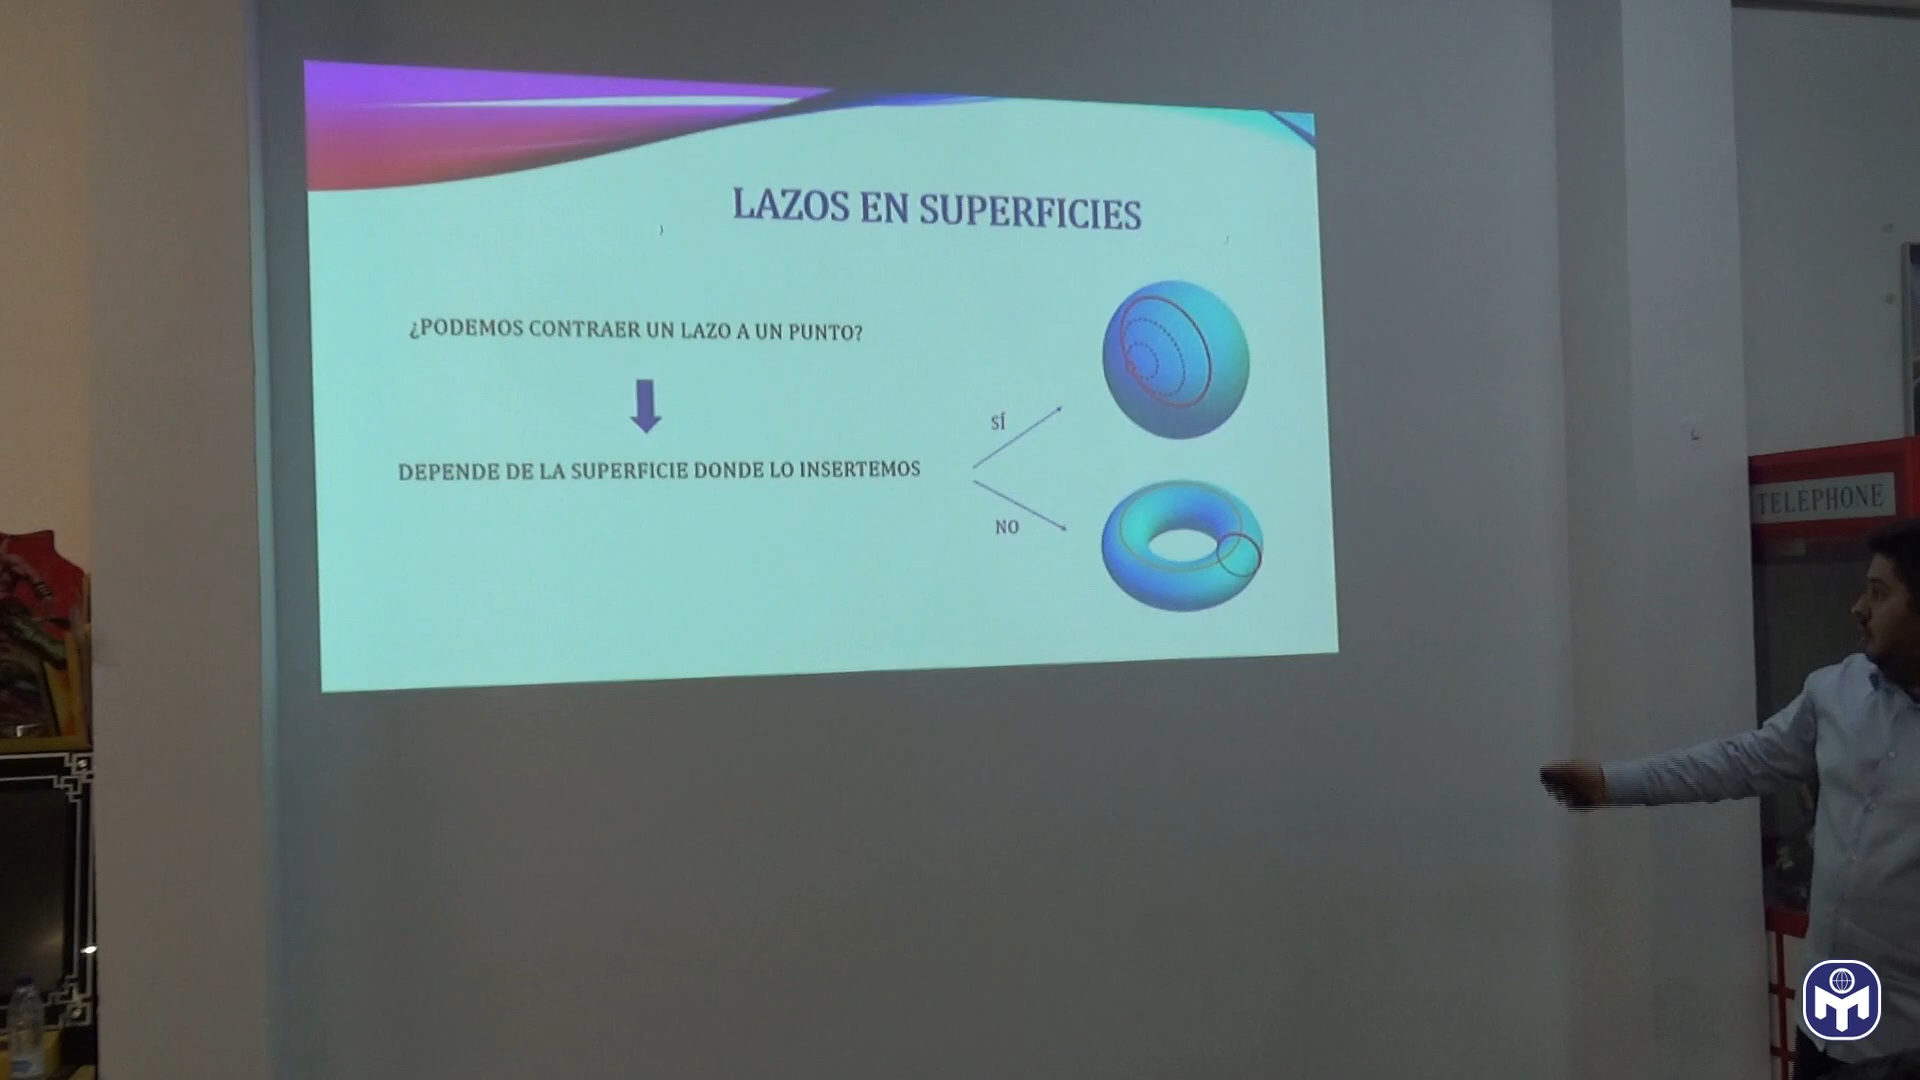 LAZOS EN SUPERFICIES
¿PODEMOS CONTRAER UN LAZO A UN PUNTO?
DEPENDE DE LA SUPERFICIE DONDE LO INSERTEMOS
SÍ
NO
TELEPHONE